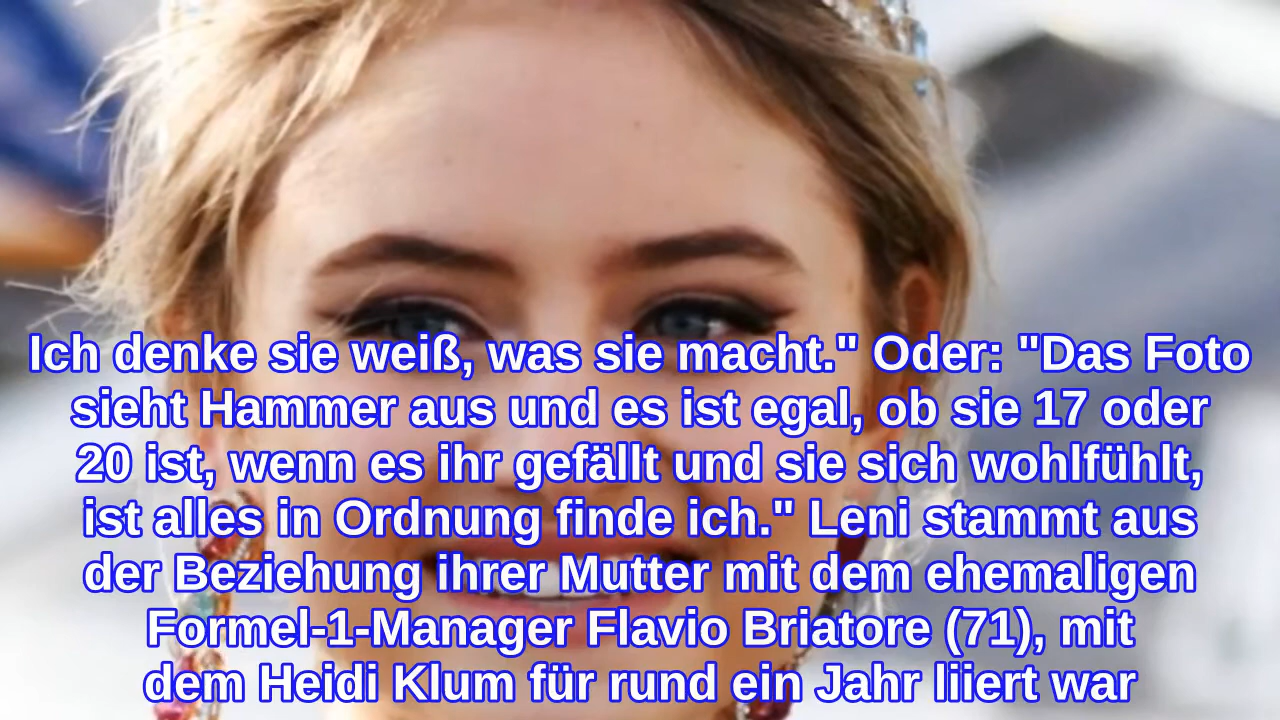 Ich denke sie weiß, was sie macht." Oder: "Das Foto
sieht Hammer aus und es ist egal, ob sie 17 oder
20 ist, wenn es ihr gefällt und sie sich wohlfühlt,
ist alles in Ordnung finde ich." Leni stammt aus
der Beziehung ihrer Mutter mit dem ehemaligen
Formel-1-Manager Flavio Briatore (71), mit
dem Heidi Klum für rund ein Jahr liiert war